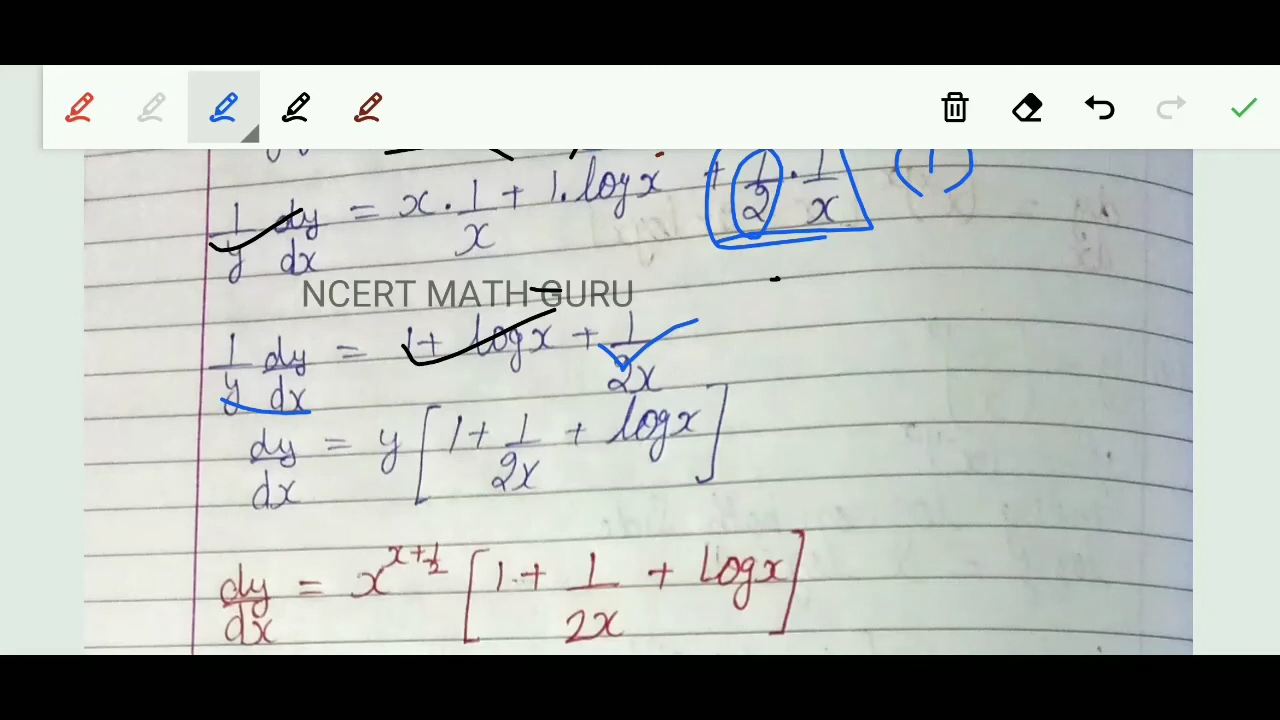 1/y dy/dx = x · 1/x + 1 · log x + 1/2 · 1/x (1)
NCERT MATH GURU
1/y dy/dx = 1 + log x + 1/2x
dy/dx = y [1 + 1/2x + log x]
dy/dx = x^(x+1/2) [1 + 1/2x + log x]